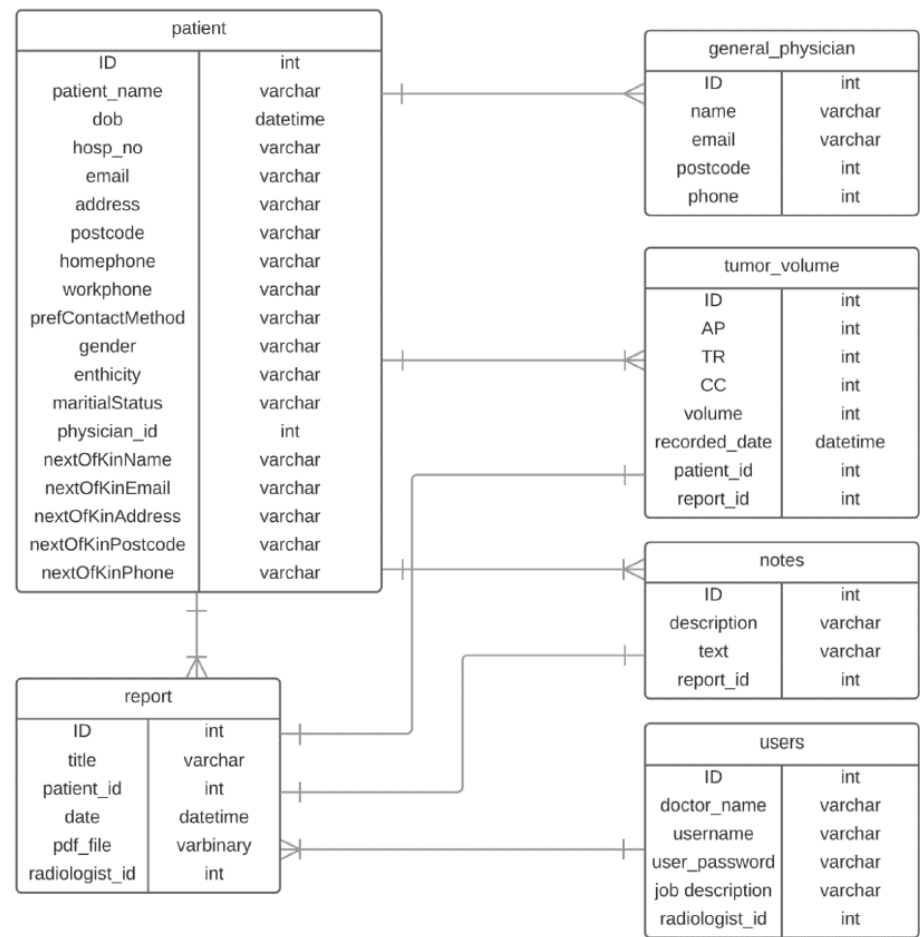 patient
ID int
patient_name varchar
dob datetime
hosp_no varchar
email varchar
address varchar
postcode varchar
homephone varchar
workphone varchar
prefContactMethod varchar
gender varchar
enthicity varchar
maritialStatus varchar
physician_id int
nextOfKinName varchar
nextOfKinEmail varchar
nextOfKinAddress varchar
nextOfKinPostcode varchar
nextOfKinPhone varchar
general_physician
ID int
name varchar
email varchar
postcode int
phone int
tumor_volume
ID int
AP int
TR int
CC int
volume int
recorded_date datetime
patient_id int
report_id int
notes
ID int
description varchar
text varchar
report_id int
report
ID int
title varchar
patient_id int
date datetime
pdf_file varbinary
radiologist_id int
users
ID int
doctor_name varchar
username varchar
user_password varchar
job description varchar
radiologist_id int